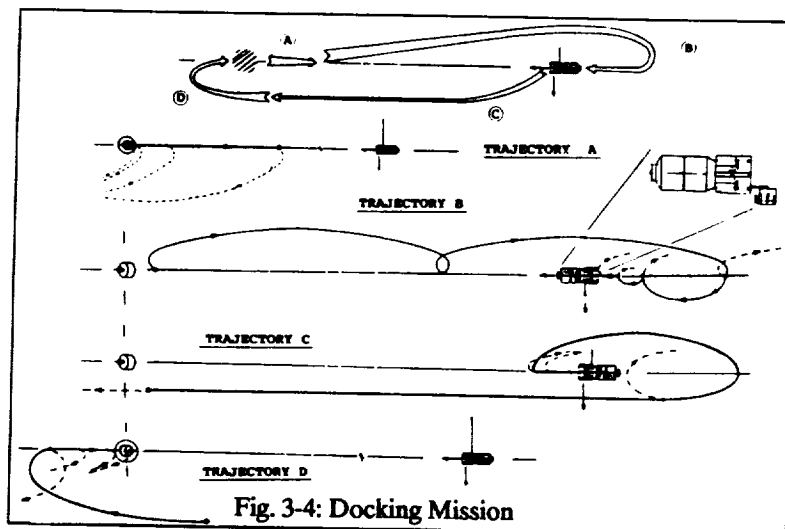 (A)
(B)
(D)
(C)
TRAJECTORY A
TRAJECTORY B
TRAJECTORY C
TRAJECTORY D
Fig. 3-4: Docking Mission